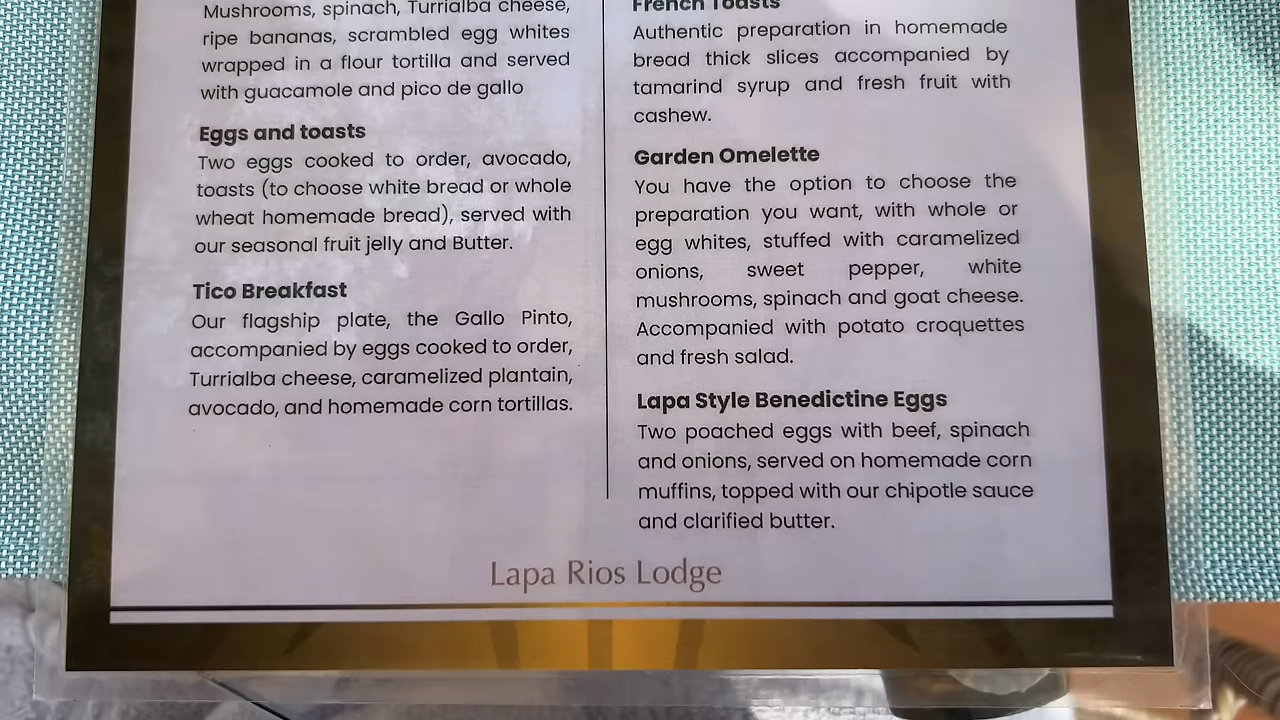 Mushrooms, spinach, Turrialba cheese,
ripe bananas, scrambled egg whites
wrapped in a flour tortilla and served
with guacamole and pico de gallo
Eggs and toasts
Two eggs cooked to order, avocado,
toasts (to choose white bread or whole
wheat homemade bread), served with
our seasonal fruit jelly and Butter.
Tico Breakfast
Our flagship plate, the Gallo Pinto,
accompanied by eggs cooked to order,
Turrialba cheese, caramelized plantain,
avocado, and homemade corn tortillas.
French Toasts
Authentic preparation in homemade
bread thick slices accompanied by
tamarind syrup and fresh fruit with
cashew.
Garden Omelette
You have the option to choose the
preparation you want, with whole or
egg whites, stuffed with caramelized
onions, sweet pepper, white
mushrooms, spinach and goat cheese.
Accompanied with potato croquettes
and fresh salad.
Lapa Style Benedictine Eggs
Two poached eggs with beef, spinach
and onions, served on homemade corn
muffins, topped with our chipotle sauce
and clarified butter.
Lapa Rios Lodge